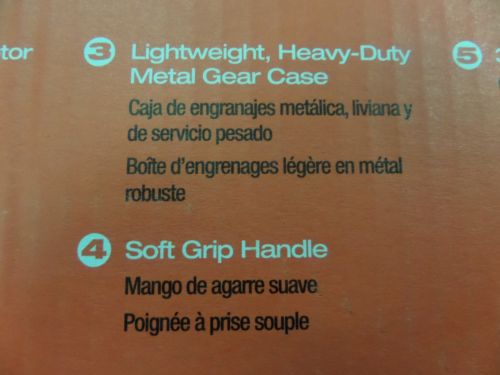 tor
3 Lightweight, Heavy-Duty
Metal Gear Case
Caja de engranajes metálica, liviana y
de servicio pesado
Boîte d'engrenages légère en métal
robuste
4 Soft Grip Handle
Mango de agarre suave
Poignée à prise souple
5